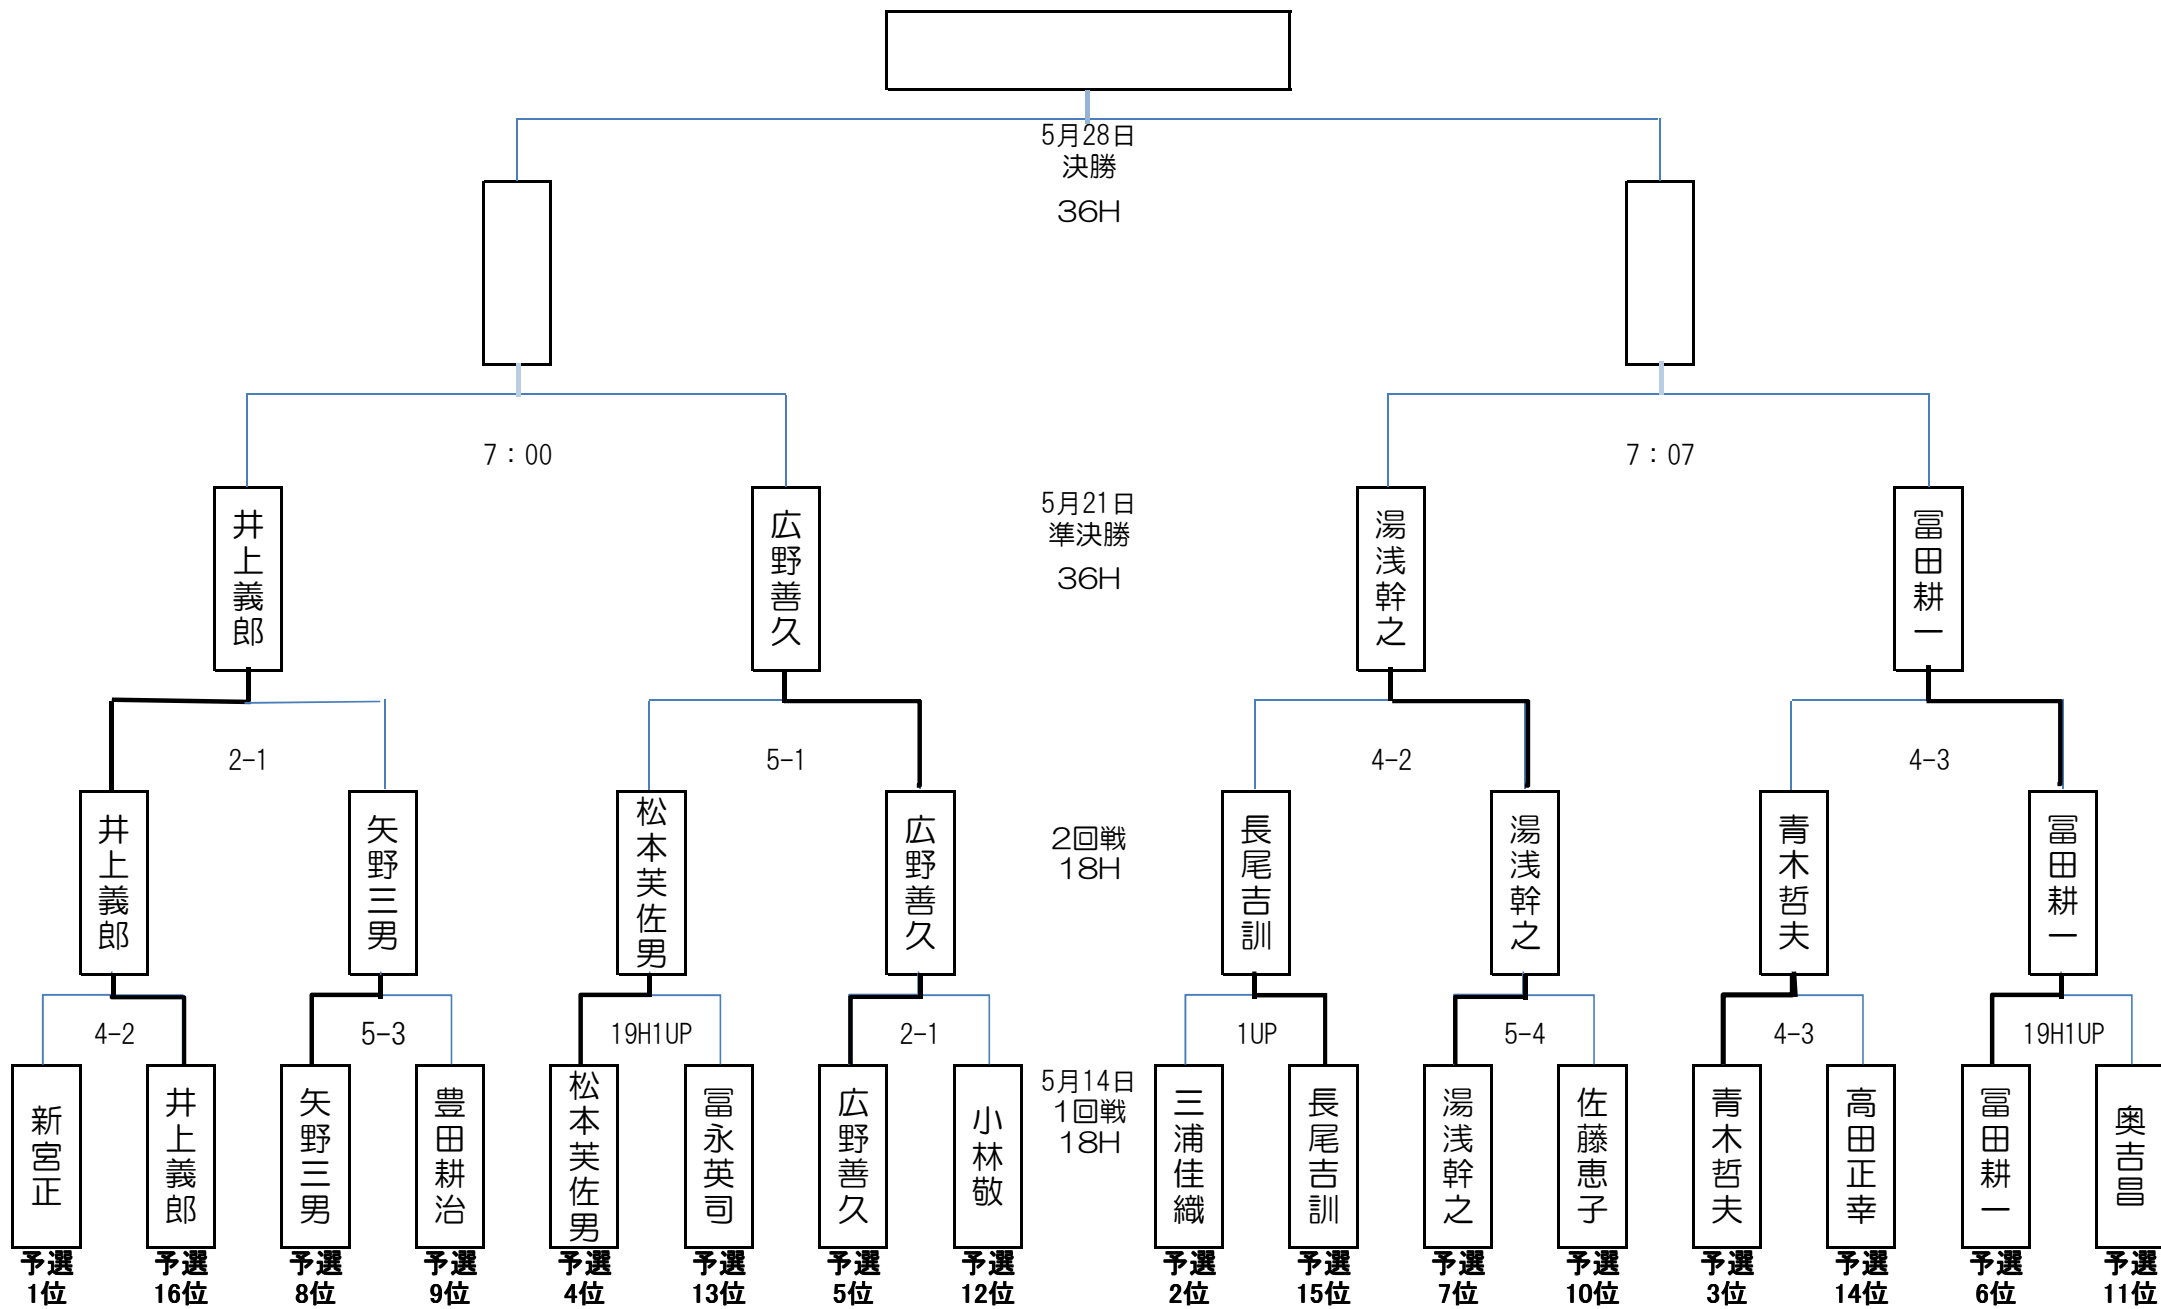 5月28日
決勝
36H
7：00
7：07
井上義郎
広野善久
5月21日
準決勝
36H
湯浅幹之
冨田耕一
2-1
5-1
4-2
4-3
井上義郎
矢野三男
松本芙佐男
広野善久
2回戦
18H
長尾吉訓
湯浅幹之
青木哲夫
冨田耕一
4-2
5-3
19H1UP
2-1
1UP
5-4
4-3
19H1UP
新宮正
井上義郎
矢野三男
豊田耕治
松本芙佐男
冨永英司
広野善久
小林敬
5月14日
1回戦
18H
三浦佳織
長尾吉訓
湯浅幹之
佐藤恵子
青木哲夫
高田正幸
冨田耕一
奥吉昌
予選
1位
予選
16位
予選
8位
予選
9位
予選
4位
予選
13位
予選
5位
予選
12位
予選
2位
予選
15位
予選
7位
予選
10位
予選
3位
予選
14位
予選
6位
予選
11位